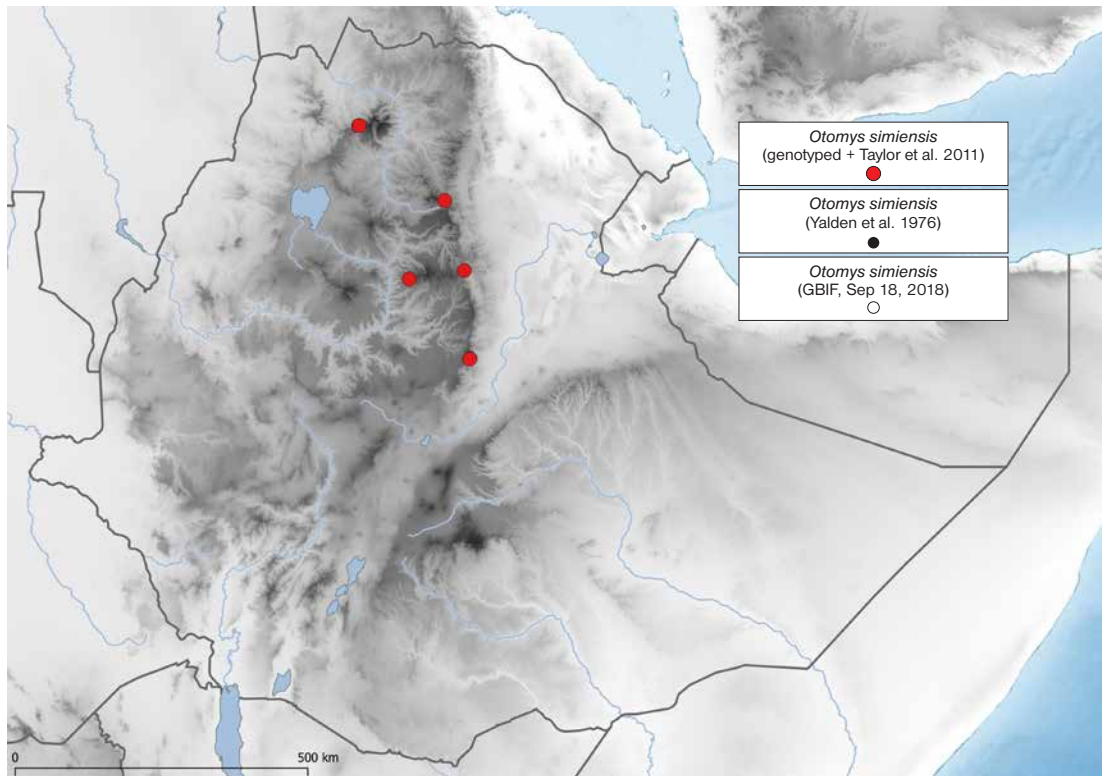 Otomys simiensis
(genotyped + Taylor et al. 2011)
Otomys simiensis
(Yalden et al. 1976)
Otomys simiensis
(GBIF, Sep 18, 2018)
0 500 km